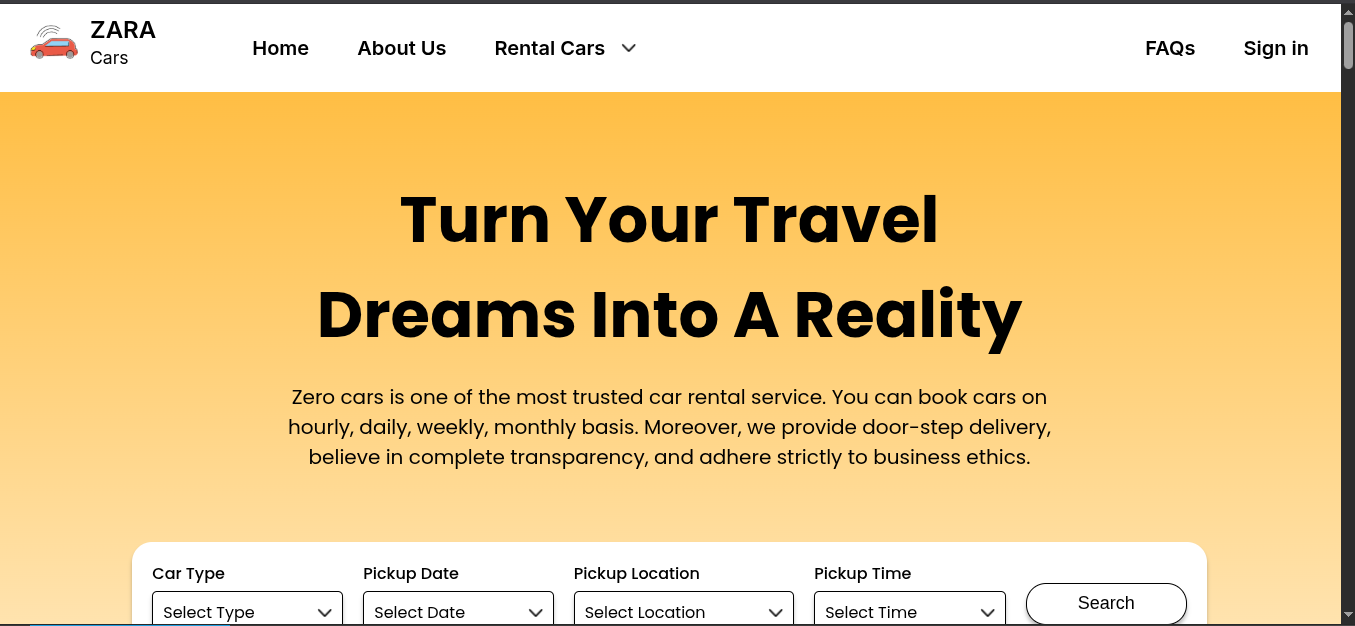 ZARA
Cars
Home
About Us
Rental Cars
FAQs
Sign in
Turn Your Travel
Dreams Into A Reality
Zero cars is one of the most trusted car rental service. You can book cars on
hourly, daily, weekly, monthly basis. Moreover, we provide door-step delivery,
believe in complete transparency, and adhere strictly to business ethics.
Car Type
Select Type
Pickup Date
Select Date
Pickup Location
Select Location
Pickup Time
Select Time
Search